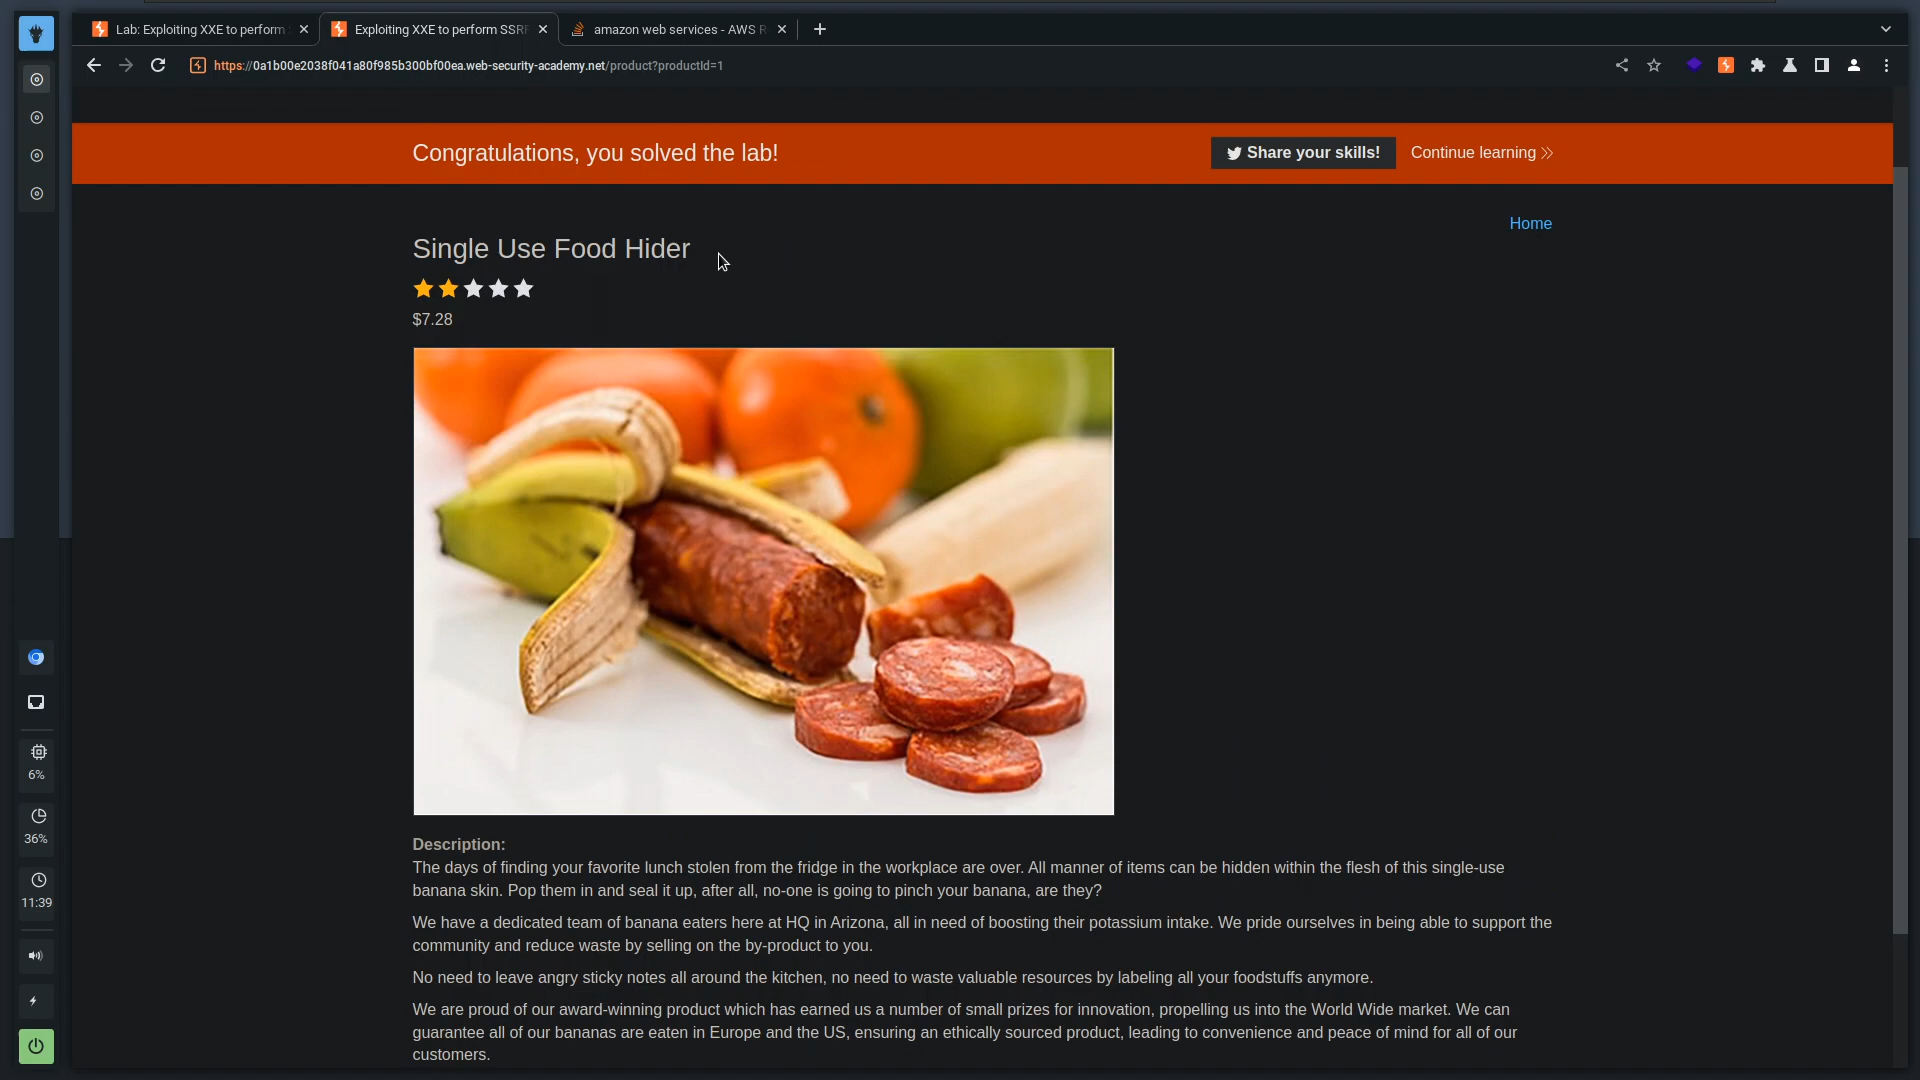 Lab: Exploiting XXE to perform
Exploiting XXE to perform SSRF
amazon web services - AWS R
https://0a1b00e2038f041a80f985b300bf00ea.web-security-academy.net/product?productId=1
Congratulations, you solved the lab!
Share your skills!
Continue learning
Home
Single Use Food Hider
$7.28
Description:
The days of finding your favorite lunch stolen from the fridge in the workplace are over. All manner of items can be hidden within the flesh of this single-use
banana skin. Pop them in and seal it up, after all, no-one is going to pinch your banana, are they?
We have a dedicated team of banana eaters here at HQ in Arizona, all in need of boosting their potassium intake. We pride ourselves in being able to support the
community and reduce waste by selling on the by-product to you.
No need to leave angry sticky notes all around the kitchen, no need to waste valuable resources by labeling all your foodstuffs anymore.
We are proud of our award-winning product which has earned us a number of small prizes for innovation, propelling us into the World Wide market. We can
guarantee all of our bananas are eaten in Europe and the US, ensuring an ethically sourced product, leading to convenience and peace of mind for all of our
customers.
6%
36%
11:39